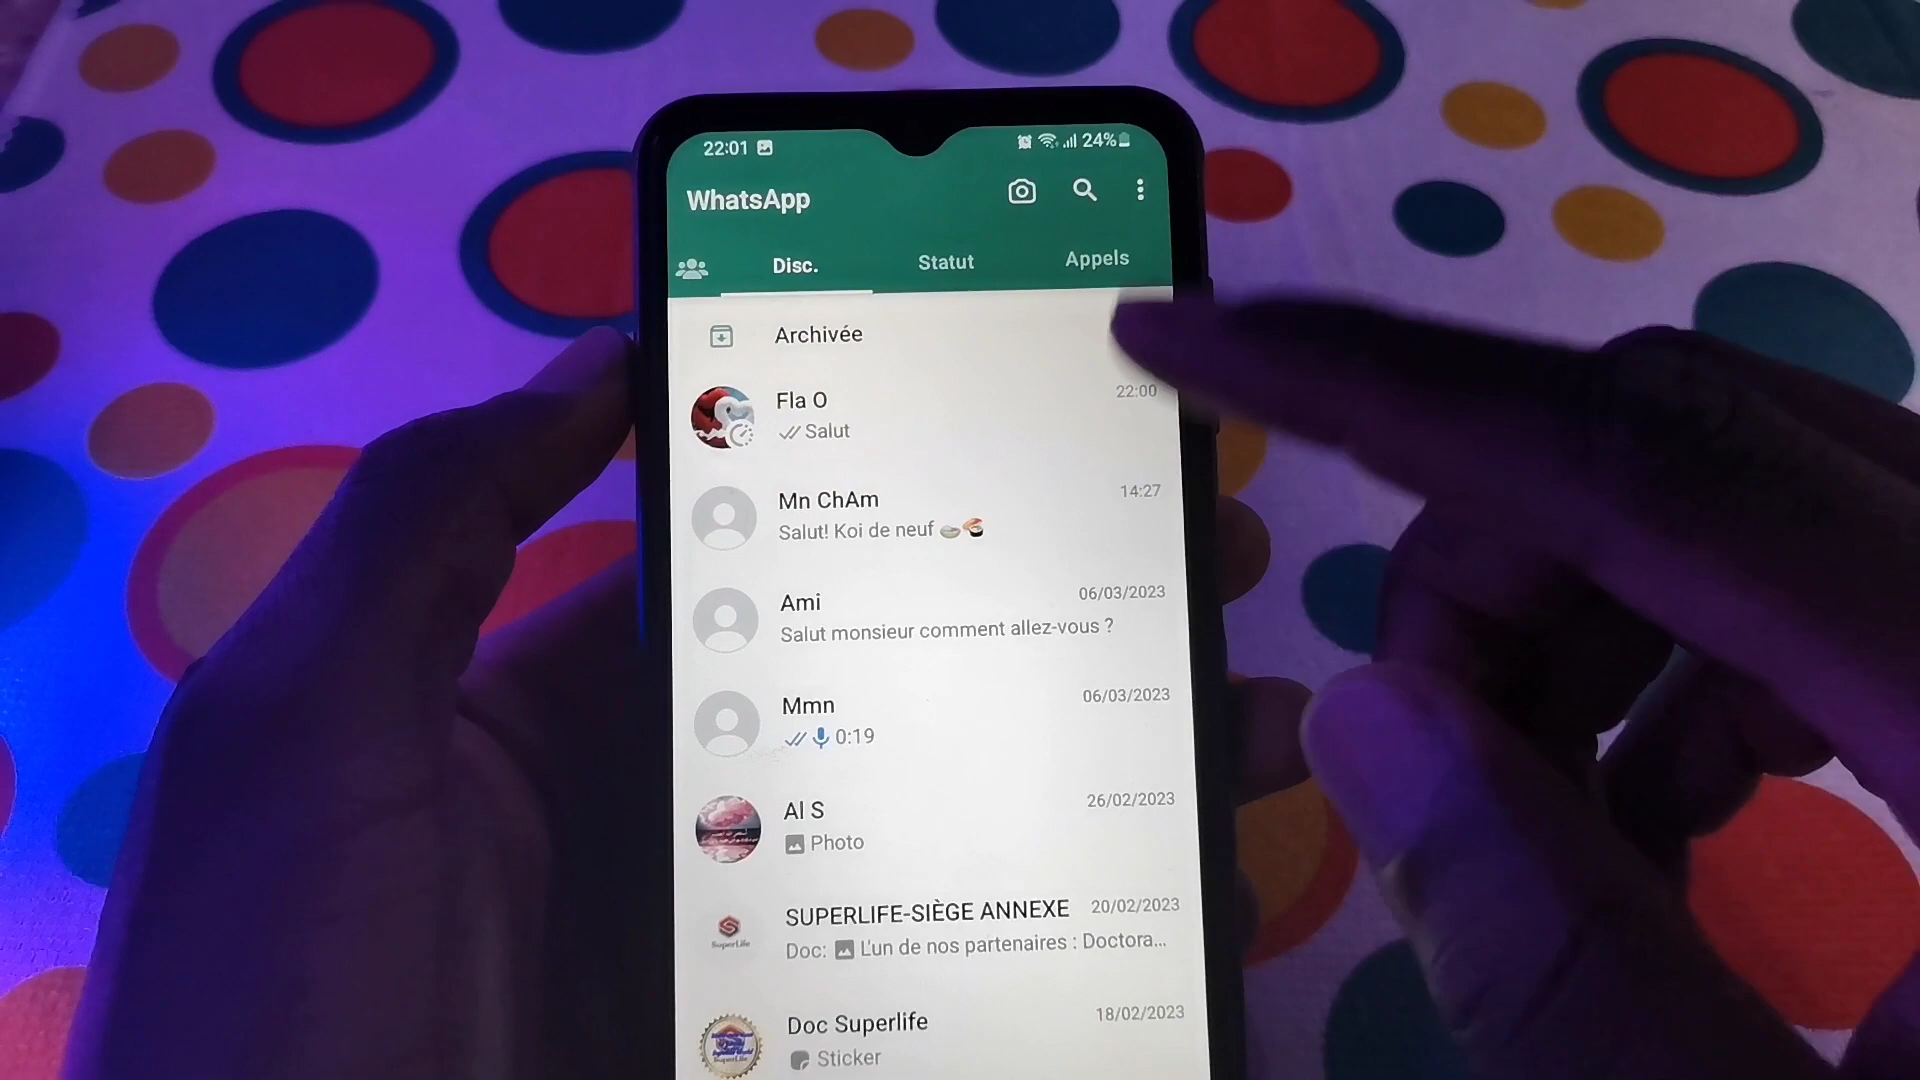 22:01 24%
WhatsApp
Disc. Statut Appels
Archivée
Fla O 22:00
Salut
Mn ChAm 14:27
Salut! Koi de neuf
Ami 06/03/2023
Salut monsieur comment allez-vous ?
Mmn 06/03/2023
0:19
Al S 26/02/2023
Photo
SuperLife
SUPERLIFE-SIÈGE ANNEXE 20/02/2023
Doc: L'un de nos partenaires : Doctora...
Doc Superlife 18/02/2023
Sticker